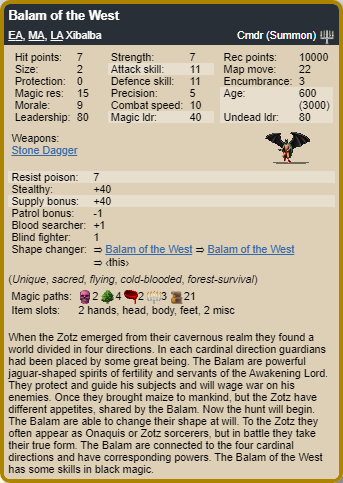 Balam of the West
EA, MA, LA Xibalba Cmdr (Summon)
Hit points: 7 Strength: 7 Rec points: 10000
Size: 2 Attack skill: 11 Map move: 22
Protection: 0 Defence skill: 11 Encumbrance: 3
Magic res: 15 Precision: 5 Age: 600
Morale: 9 Combat speed: 10 (3000)
Leadership: 80 Magic ldr: 40 Undead ldr: 80
Weapons:
Stone Dagger
Resist poison: 7
Stealthy: +40
Supply bonus: +40
Patrol bonus: -1
Blood searcher: +1
Blind fighter: 1
Shape changer: ⇒ Balam of the West ⇒ Balam of the West
⇒ ‹this›
(Unique, sacred, flying, cold-blooded, forest-survival)
Magic paths: 2 4 2 3 21
Item slots: 2 hands, head, body, feet, 2 misc
When the Zotz emerged from their cavernous realm they found a
world divided in four directions. In each cardinal direction guardians
had been placed by some great being. The Balam are powerful
jaguar-shaped spirits of fertility and servants of the Awakening Lord.
They protect and guide his subjects and will wage war on his
enemies. Once they brought maize to mankind, but the Zotz have
different appetites, shared by the Balam. Now the hunt will begin.
The Balam are able to change their shape at will. To the Zotz they
often appear as Onaquis or Zotz sorcerers, but in battle they take
their true form. The Balam are connected to the four cardinal
directions and have corresponding powers. The Balam of the West
has some skills in black magic.